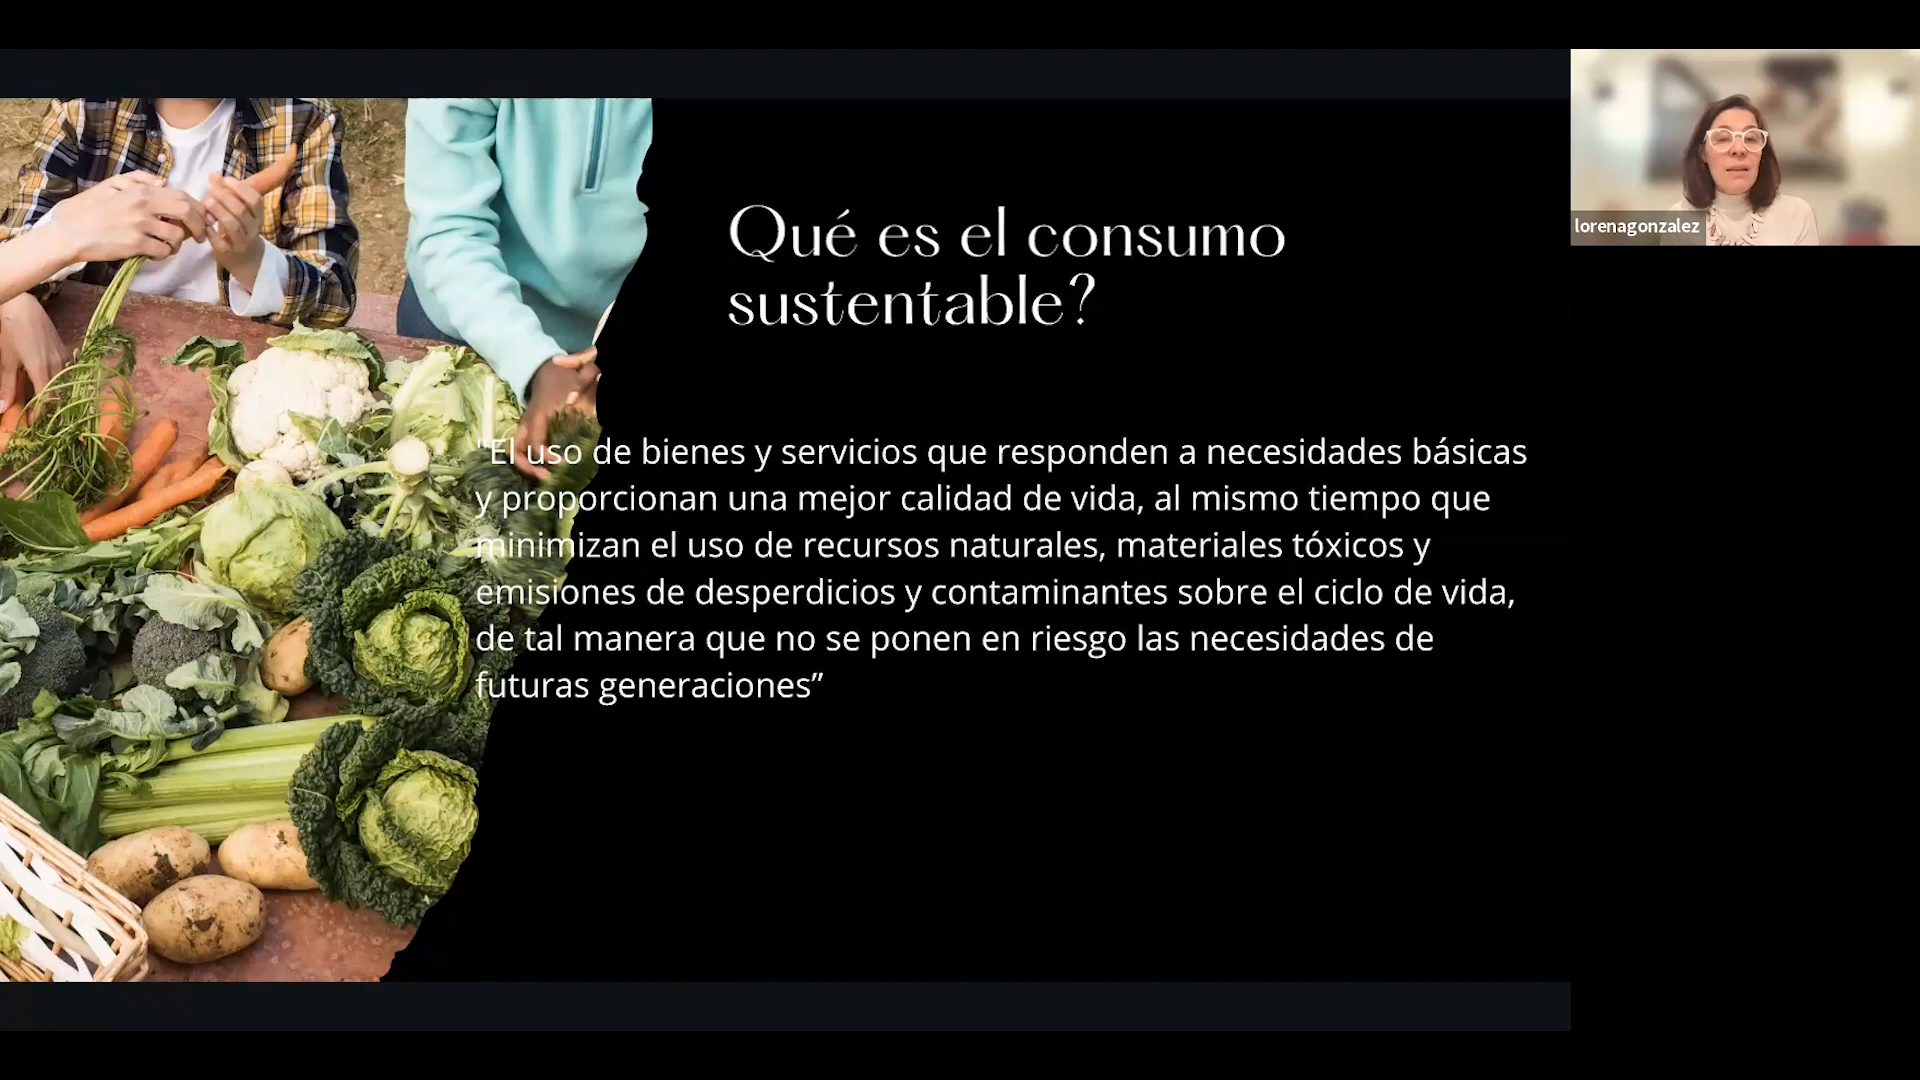 Qué es el consumo
sustentable?
"El uso de bienes y servicios que responden a necesidades básicas
y proporcionan una mejor calidad de vida, al mismo tiempo que
minimizan el uso de recursos naturales, materiales tóxicos y
emisiones de desperdicios y contaminantes sobre el ciclo de vida,
de tal manera que no se ponen en riesgo las necesidades de
futuras generaciones”
lorenagonzalez